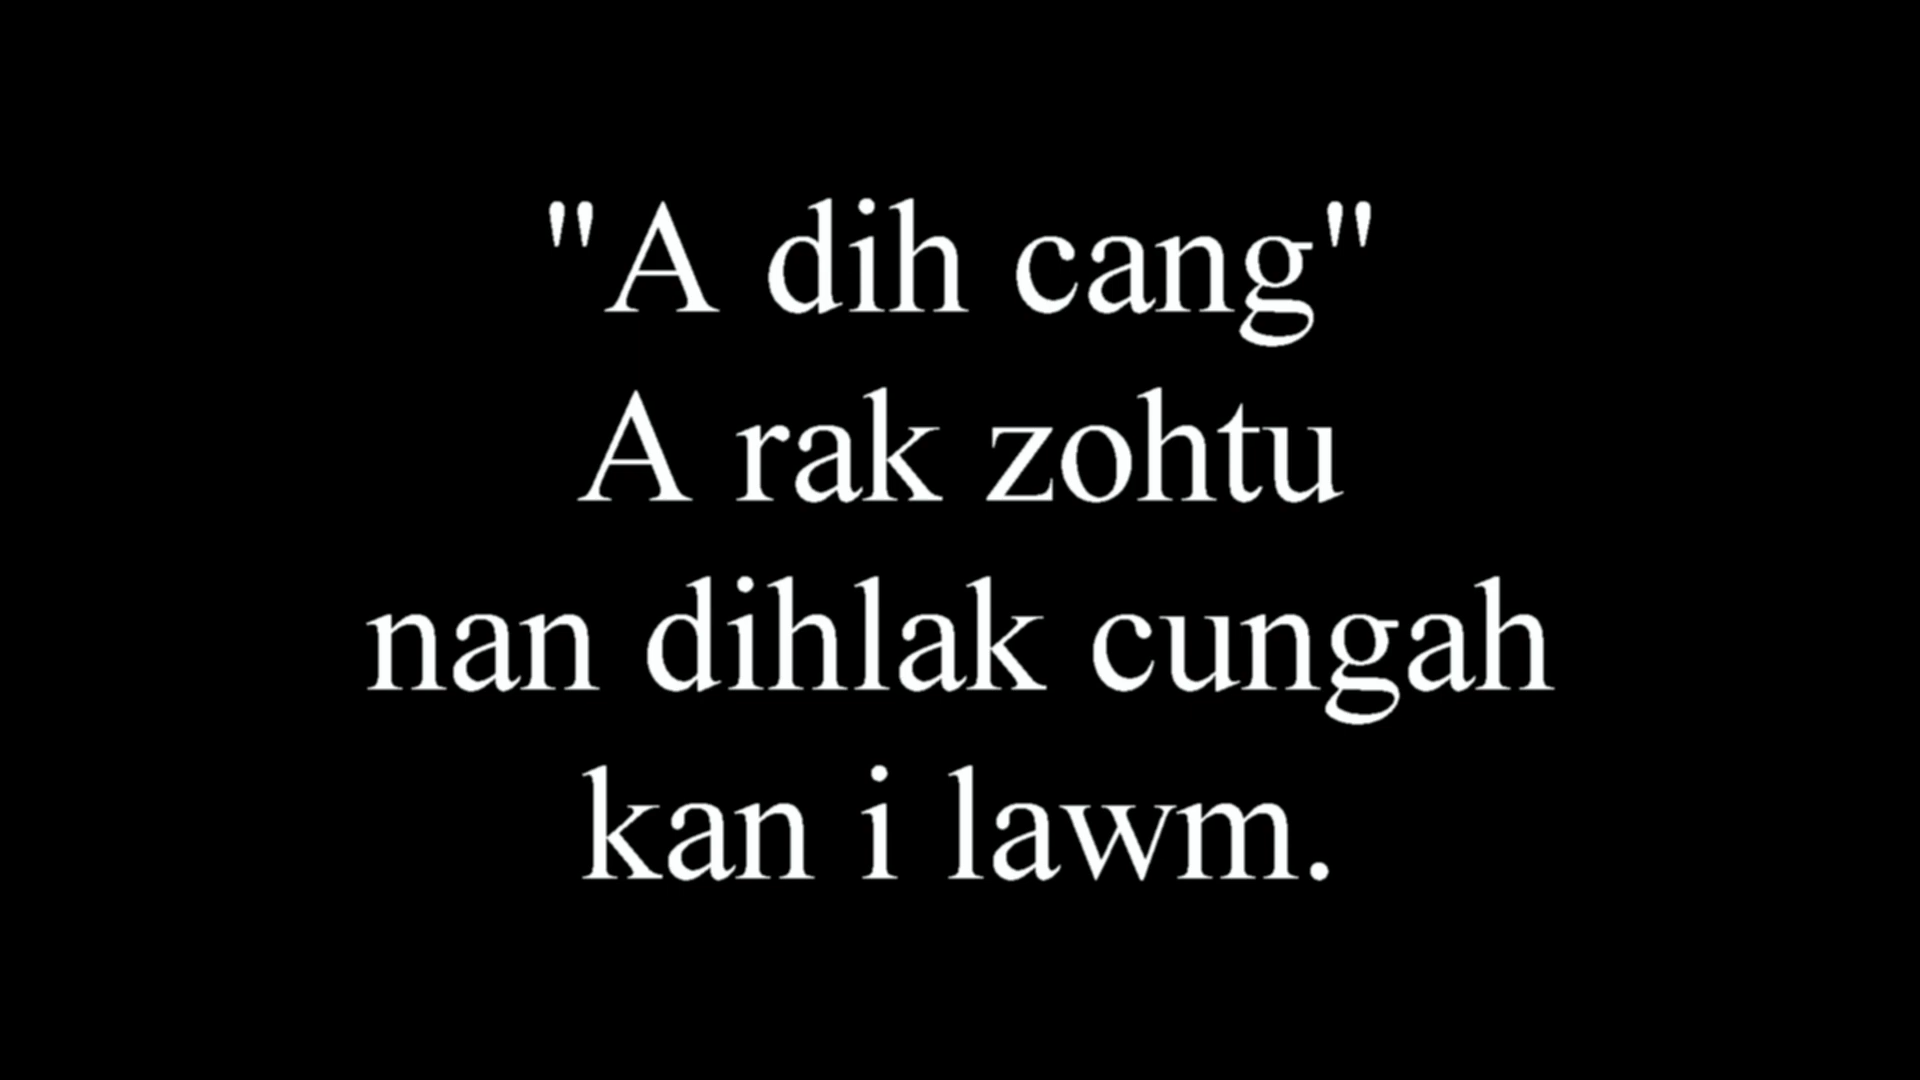 "A dih cang"
A rak zohtu
nan dihlak cungah
kan i lawm.